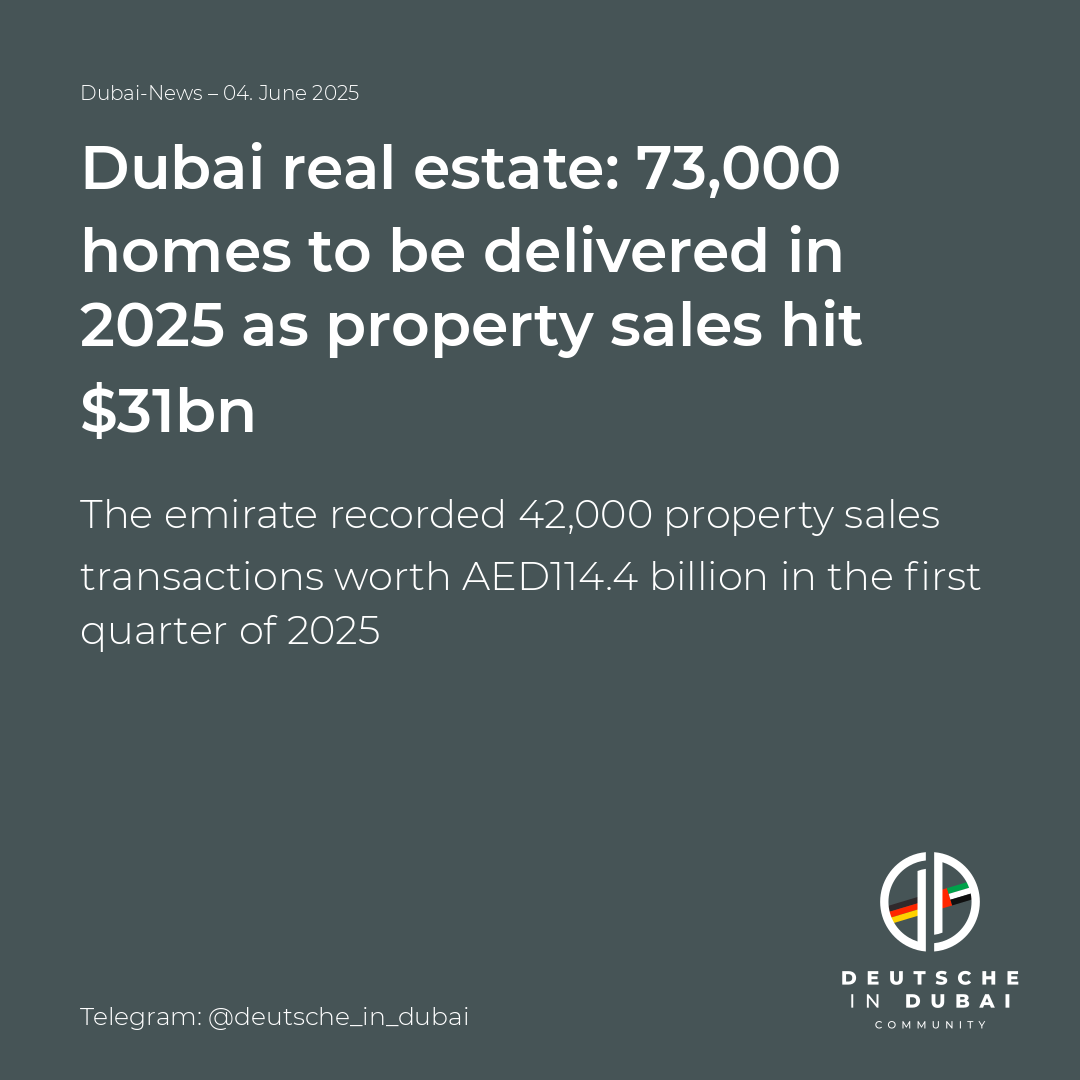 Dubai-News – 04. June 2025
Dubai real estate: 73,000
homes to be delivered in
2025 as property sales hit
$31bn
The emirate recorded 42,000 property sales
transactions worth AED114.4 billion in the first
quarter of 2025
DEUTSCHE
IN DUBAI
COMMUNITY
Telegram: @deutsche_in_dubai